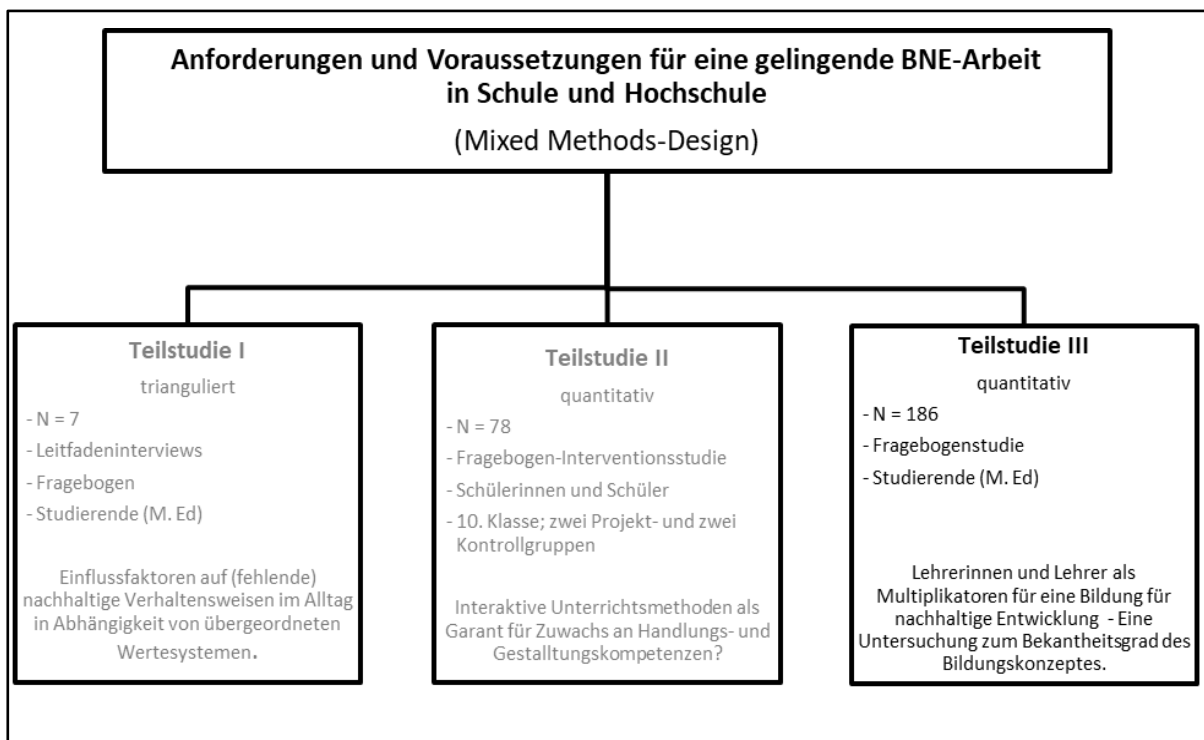 Anforderungen und Voraussetzungen für eine gelingende BNE-Arbeit
in Schule und Hochschule
(Mixed Methods-Design)
Teilstudie I
trianguliert
- N = 7
- Leitfadeninterviews
- Fragebogen
- Studierende (M. Ed)
Einflussfaktoren auf (fehlende)
nachhaltige Verhaltensweisen im Alltag
in Abhängigkeit von übergeordneten
Wertesystemen.
Teilstudie II
quantitativ
- N = 78
- Fragebogen-Interventionsstudie
- Schülerinnen und Schüler
- 10. Klasse; zwei Projekt- und zwei
Kontrollgruppen
Interaktive Unterrichtsmethoden als
Garant für Zuwachs an Handlungs- und
Gestalltungskompetenzen?
Teilstudie III
quantitativ
- N = 186
- Fragebogenstudie
- Studierende (M. Ed)
Lehrerinnen und Lehrer als
Multiplikatoren für eine Bildung für
nachhaltige Entwicklung - Eine
Untersuchung zum Bekantheitsgrad des
Bildungskonzeptes.